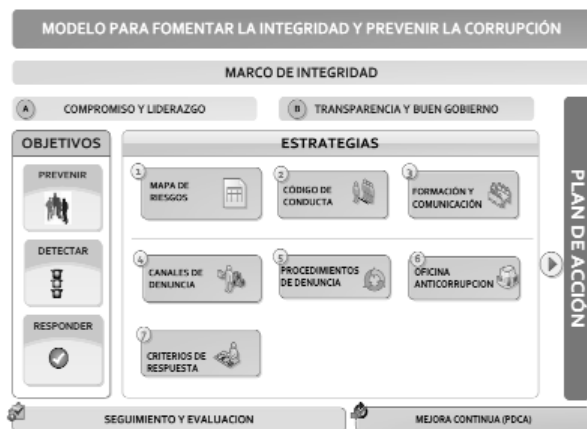 MODELO PARA FOMENTAR LA INTEGRIDAD Y PREVENIR LA CORRUPCIÓN
MARCO DE INTEGRIDAD
A COMPROMISO Y LIDERAZGO
B TRANSPARENCIA Y BUEN GOBIERNO
OBJETIVOS
PREVENIR
DETECTAR
RESPONDER
ESTRATEGIAS
1
MAPA DE
RIESGOS
2
CÓDIGO DE
CONDUCTA
3
FORMACIÓN Y
COMUNICACIÓN
4
CANALES DE
DENUNCIA
5
PROCEDIMIENTOS
DE DENUNCIA
6
OFICINA
ANTICORRUPCION
7
CRITERIOS DE
RESPUESTA
PLAN DE ACCIÓN
SEGUIMIENTO Y EVALUACION
MEJORA CONTINUA (PDCA)